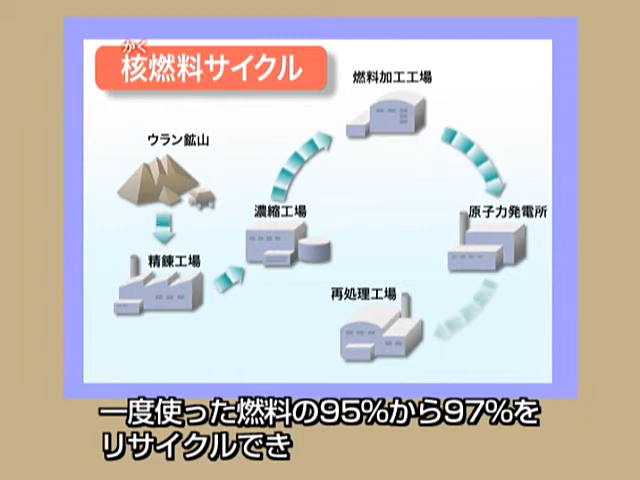 かく
核燃料サイクル
燃料加工工場
ウラン鉱山
濃縮工場
原子力発電所
精錬工場
再処理工場
一度使った燃料の95%から97%を
リサイクルでき